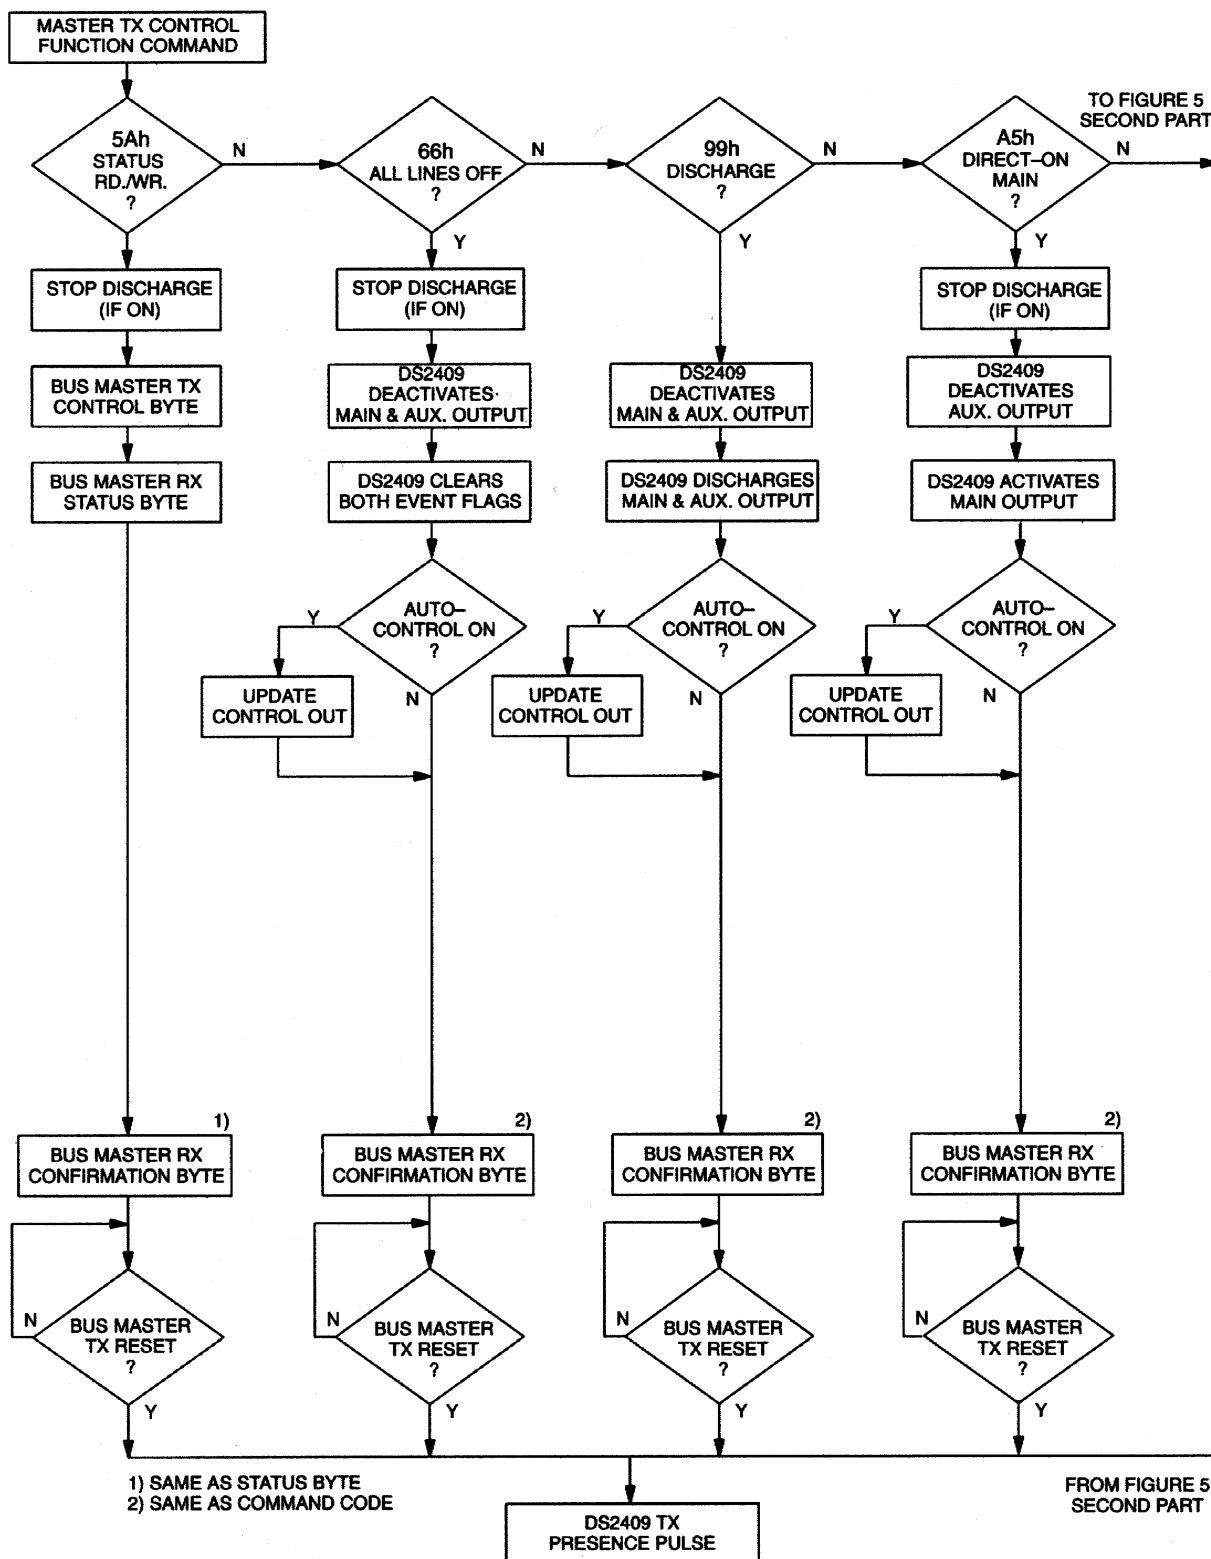 MASTER TX CONTROL
FUNCTION COMMAND
TO FIGURE 5
SECOND PART
5Ah
STATUS
RD./WR.
?
N
66h
ALL LINES OFF
?
N
99h
DISCHARGE
?
N
A5h
DIRECT–ON
MAIN
?
N
Y
Y
Y
STOP DISCHARGE
(IF ON)
STOP DISCHARGE
(IF ON)
STOP DISCHARGE
(IF ON)
BUS MASTER TX
CONTROL BYTE
DS2409
DEACTIVATES
MAIN & AUX. OUTPUT
DS2409
DEACTIVATES
MAIN & AUX. OUTPUT
DS2409
DEACTIVATES
AUX. OUTPUT
BUS MASTER RX
STATUS BYTE
DS2409 CLEARS
BOTH EVENT FLAGS
DS2409 DISCHARGES
MAIN & AUX. OUTPUT
DS2409 ACTIVATES
MAIN OUTPUT
Y
AUTO–
CONTROL ON
?
N
Y
AUTO–
CONTROL ON
?
N
Y
AUTO–
CONTROL ON
?
N
UPDATE
CONTROL OUT
UPDATE
CONTROL OUT
UPDATE
CONTROL OUT
1)
BUS MASTER RX
CONFIRMATION BYTE
2)
BUS MASTER RX
CONFIRMATION BYTE
2)
BUS MASTER RX
CONFIRMATION BYTE
2)
BUS MASTER RX
CONFIRMATION BYTE
N
BUS MASTER
TX RESET
?
Y
N
BUS MASTER
TX RESET
?
Y
N
BUS MASTER
TX RESET
?
Y
N
BUS MASTER
TX RESET
?
Y
1) SAME AS STATUS BYTE
2) SAME AS COMMAND CODE
FROM FIGURE 5
SECOND PART
DS2409 TX
PRESENCE PULSE